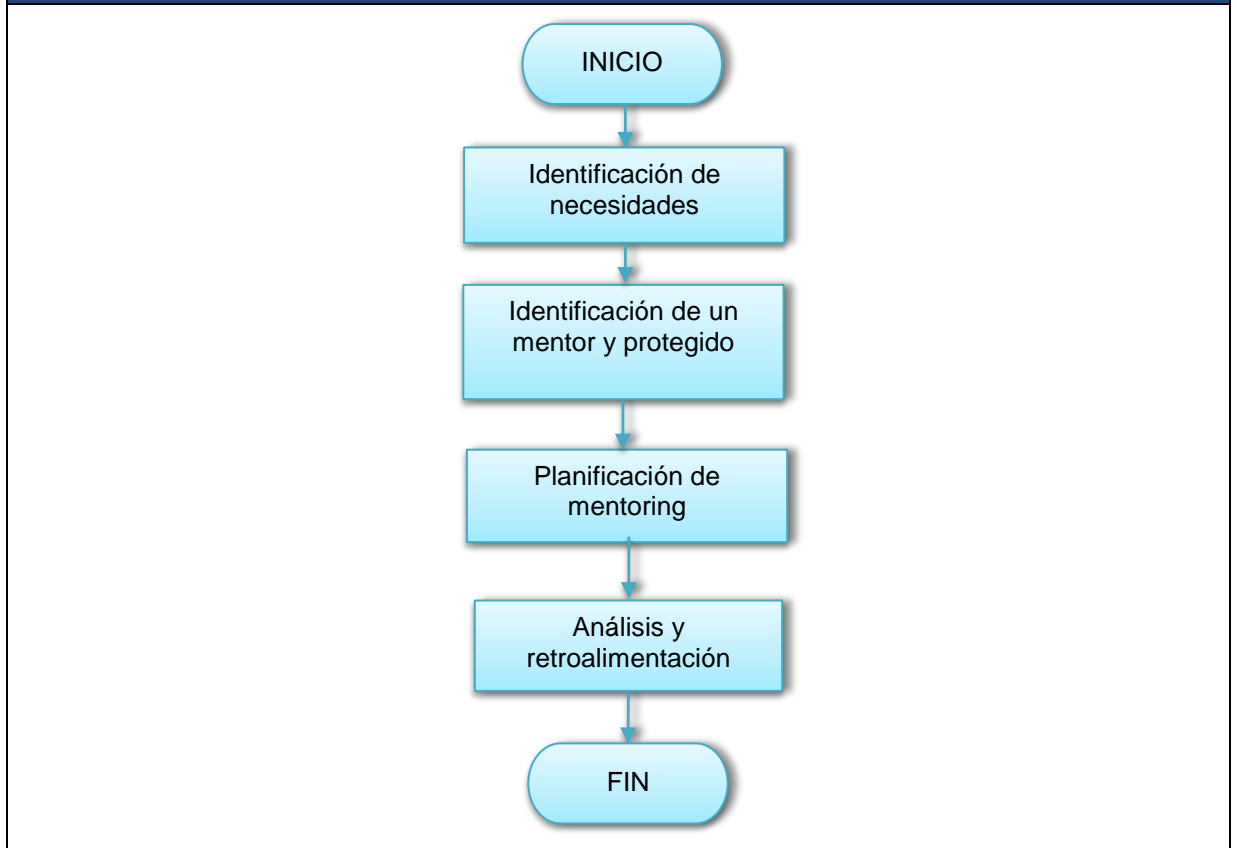 INICIO
Identificación de
necesidades
Identificación de un
mentor y protegido
Planificación de
mentoring
Análisis y
retroalimentación
FIN